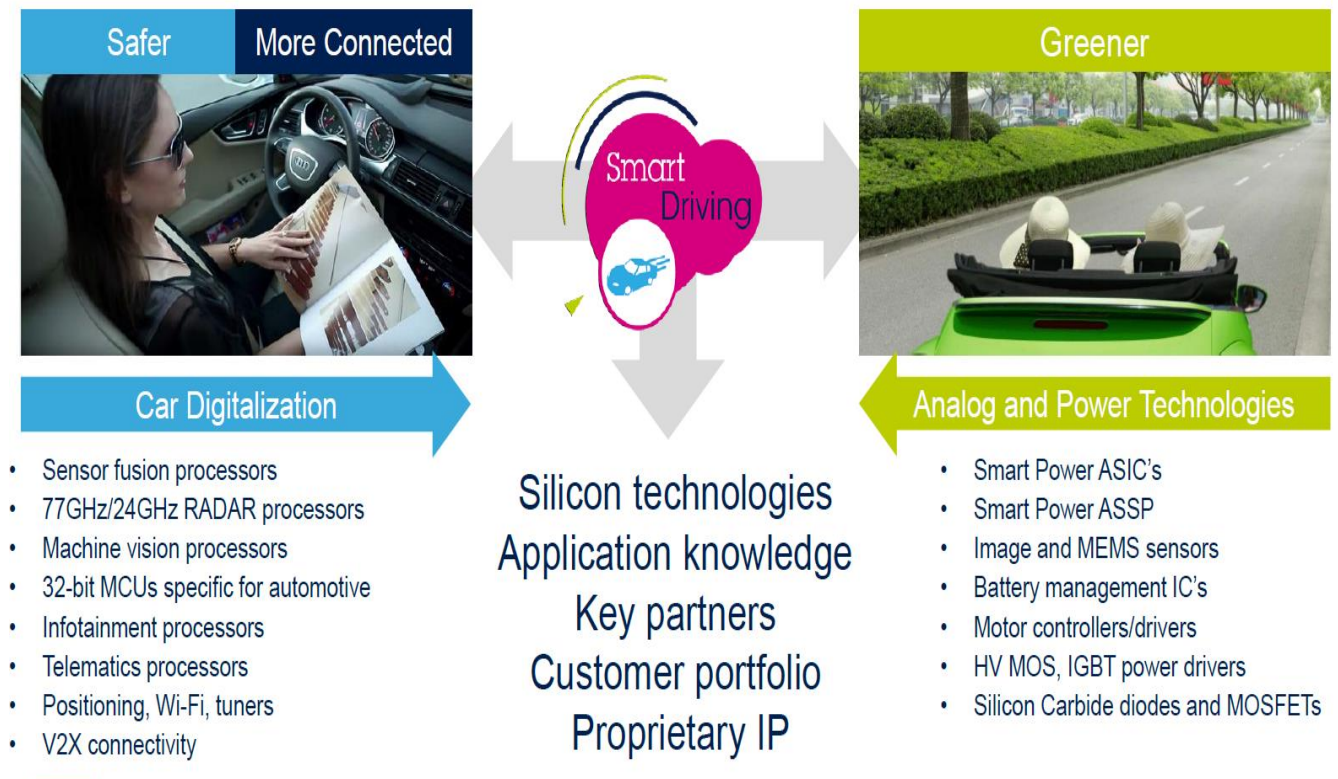 Safer
More Connected
Greener
Smart
Driving
Car Digitalization
Analog and Power Technologies
• Sensor fusion processors
• 77GHz/24GHz RADAR processors
• Machine vision processors
• 32-bit MCUs specific for automotive
• Infotainment processors
• Telematics processors
• Positioning, Wi-Fi, tuners
• V2X connectivity
Silicon technologies
Application knowledge
Key partners
Customer portfolio
Proprietary IP
• Smart Power ASIC's
• Smart Power ASSP
• Image and MEMS sensors
• Battery management IC's
• Motor controllers/drivers
• HV MOS, IGBT power drivers
• Silicon Carbide diodes and MOSFETs